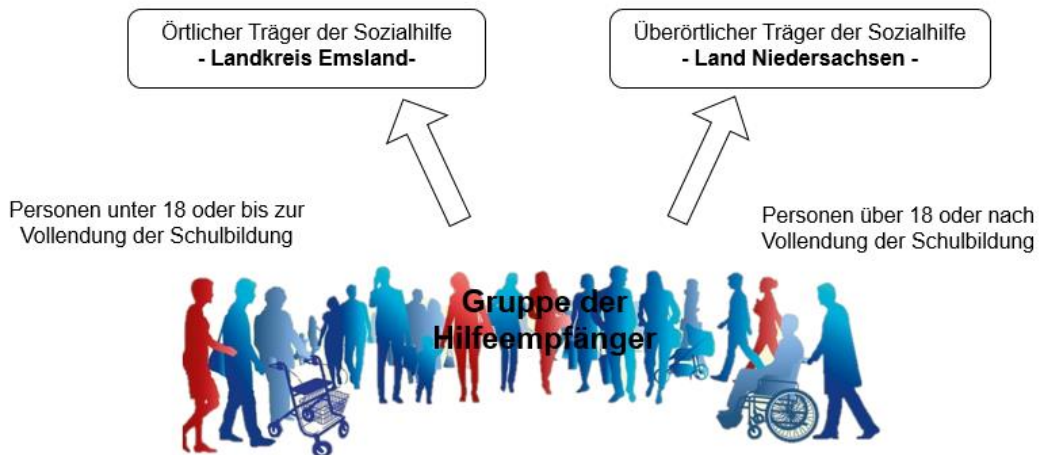 Örtlicher Träger der Sozialhilfe
- Landkreis Emsland-
Überörtlicher Träger der Sozialhilfe
- Land Niedersachsen -
Personen unter 18 oder bis zur
Vollendung der Schulbildung
Personen über 18 oder nach
Vollendung der Schulbildung
Gruppe der
Hilfeempfänger